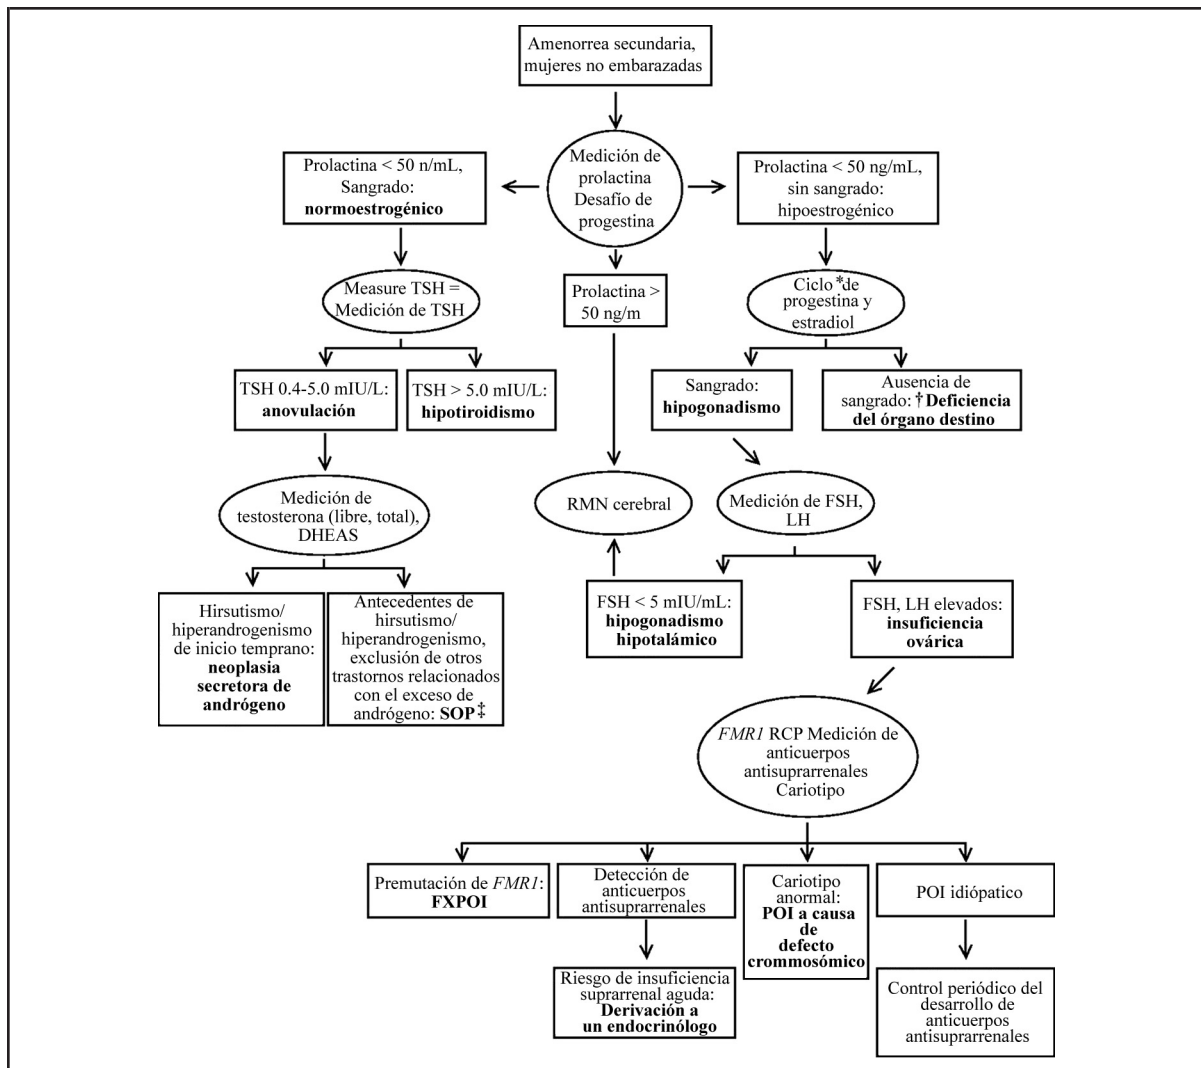 Amenorrea secundaria,
mujeres no embarazadas
Prolactina < 50 n/mL,
Sangrado:
normoestrogénico
Medición de
prolactina
Desafío de
progestina
Prolactina < 50 ng/mL,
sin sangrado:
hipoestrogénico
Measure TSH =
Medición de TSH
Prolactina >
50 ng/m
Ciclo *de
progestina y
estradiol
TSH 0.4-5.0 mIU/L:
anovulación
TSH > 5.0 mIU/L:
hipotiroidismo
Sangrado:
hipogonadismo
Ausencia de
sangrado: † Deficiencia
del órgano destino
Medición de
testosterona (libre, total),
DHEAS
RMN cerebral
Medición de FSH,
LH
Hirsutismo/
hiperandrogenismo
de inicio temprano:
neoplasia
secretora de
andrógeno
Antecedentes de
hirsutismo/
hiperandrogenismo,
exclusión de otros
trastornos relacionados
con el exceso de
andrógeno: SOP‡
FSH < 5 mIU/mL:
hipogonadismo
hipotalámico
FSH, LH elevados:
insuficiencia
ovárica
FMR1 RCP Medición de
anticuerpos
antisuprarrenales
Cariotipo
Premutación de FMR1:
FXPOI
Detección de
anticuerpos
antisuprarrenales
Cariotipo
anormal:
POI a causa
de
defecto
crommosómico
POI idiópatico
Riesgo de insuficiencia
suprarrenal aguda:
Derivación a
un endocrinólogo
Control periódico del
desarrollo de
anticuerpos
antisuprarrenales